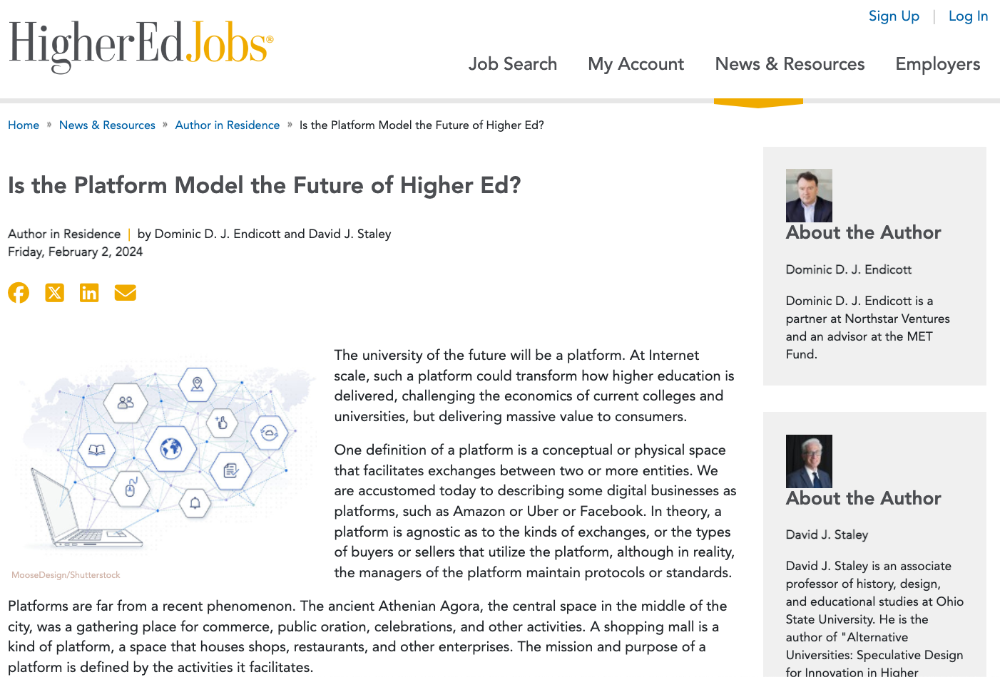 Sign Up | Log In
HigherEdJobs®
Job Search My Account News & Resources Employers
Home » News & Resources » Author in Residence » Is the Platform Model the Future of Higher Ed?
Is the Platform Model the Future of Higher Ed?
Author in Residence | by Dominic D. J. Endicott and David J. Staley
Friday, February 2, 2024
The university of the future will be a platform. At Internet
scale, such a platform could transform how higher education is
delivered, challenging the economics of current colleges and
universities, but delivering massive value to consumers.
One definition of a platform is a conceptual or physical space
that facilitates exchanges between two or more entities. We
are accustomed today to describing some digital businesses as
platforms, such as Amazon or Uber or Facebook. In theory, a
platform is agnostic as to the kinds of exchanges, or the types
of buyers or sellers that utilize the platform, although in reality,
the managers of the platform maintain protocols or standards.
MooseDesign/Shutterstock
Platforms are far from a recent phenomenon. The ancient Athenian Agora, the central space in the middle of the
city, was a gathering place for commerce, public oration, celebrations, and other activities. A shopping mall is a
kind of platform, a space that houses shops, restaurants, and other enterprises. The mission and purpose of a
platform is defined by the activities it facilitates.
About the Author
Dominic D. J. Endicott
Dominic D. J. Endicott is a
partner at Northstar Ventures
and an advisor at the MET
Fund.
About the Author
David J. Staley
David J. Staley is an associate
professor of history, design,
and educational studies at Ohio
State University. He is the
author of "Alternative
Universities: Speculative Design
for Innovation in Higher